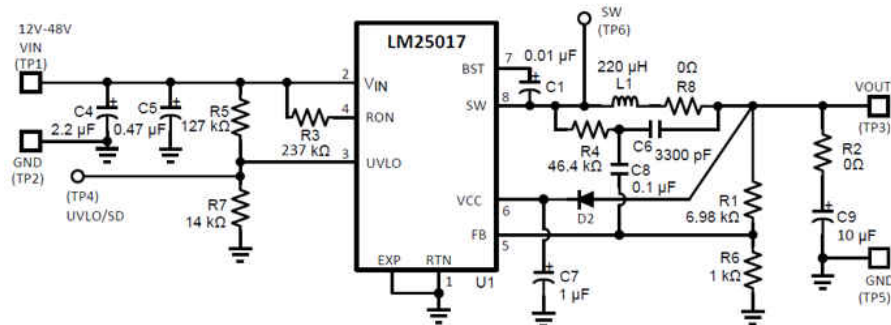 12V-48V
VIN
(TP1)
GND
(TP2)
(TP4)
UVLO/SD
C4
2.2 µF
C5
0.47 µF
R5
127 kΩ
R7
14 kΩ
R3
237 kΩ
LM25017
2
VIN
4
RON
3
UVLO
BST
7
SW
8
VCC
6
FB
5
EXP
RTN
1
U1
0.01 µF
C1
SW
(TP6)
220 µH
L1
0Ω
R8
R4
46.4 kΩ
C6
3300 pF
C8
0.1 µF
D2
C7
1 µF
R1
6.98 kΩ
R6
1 kΩ
VOUT
(TP3)
R2
0Ω
C9
10 µF
GND
(TP5)